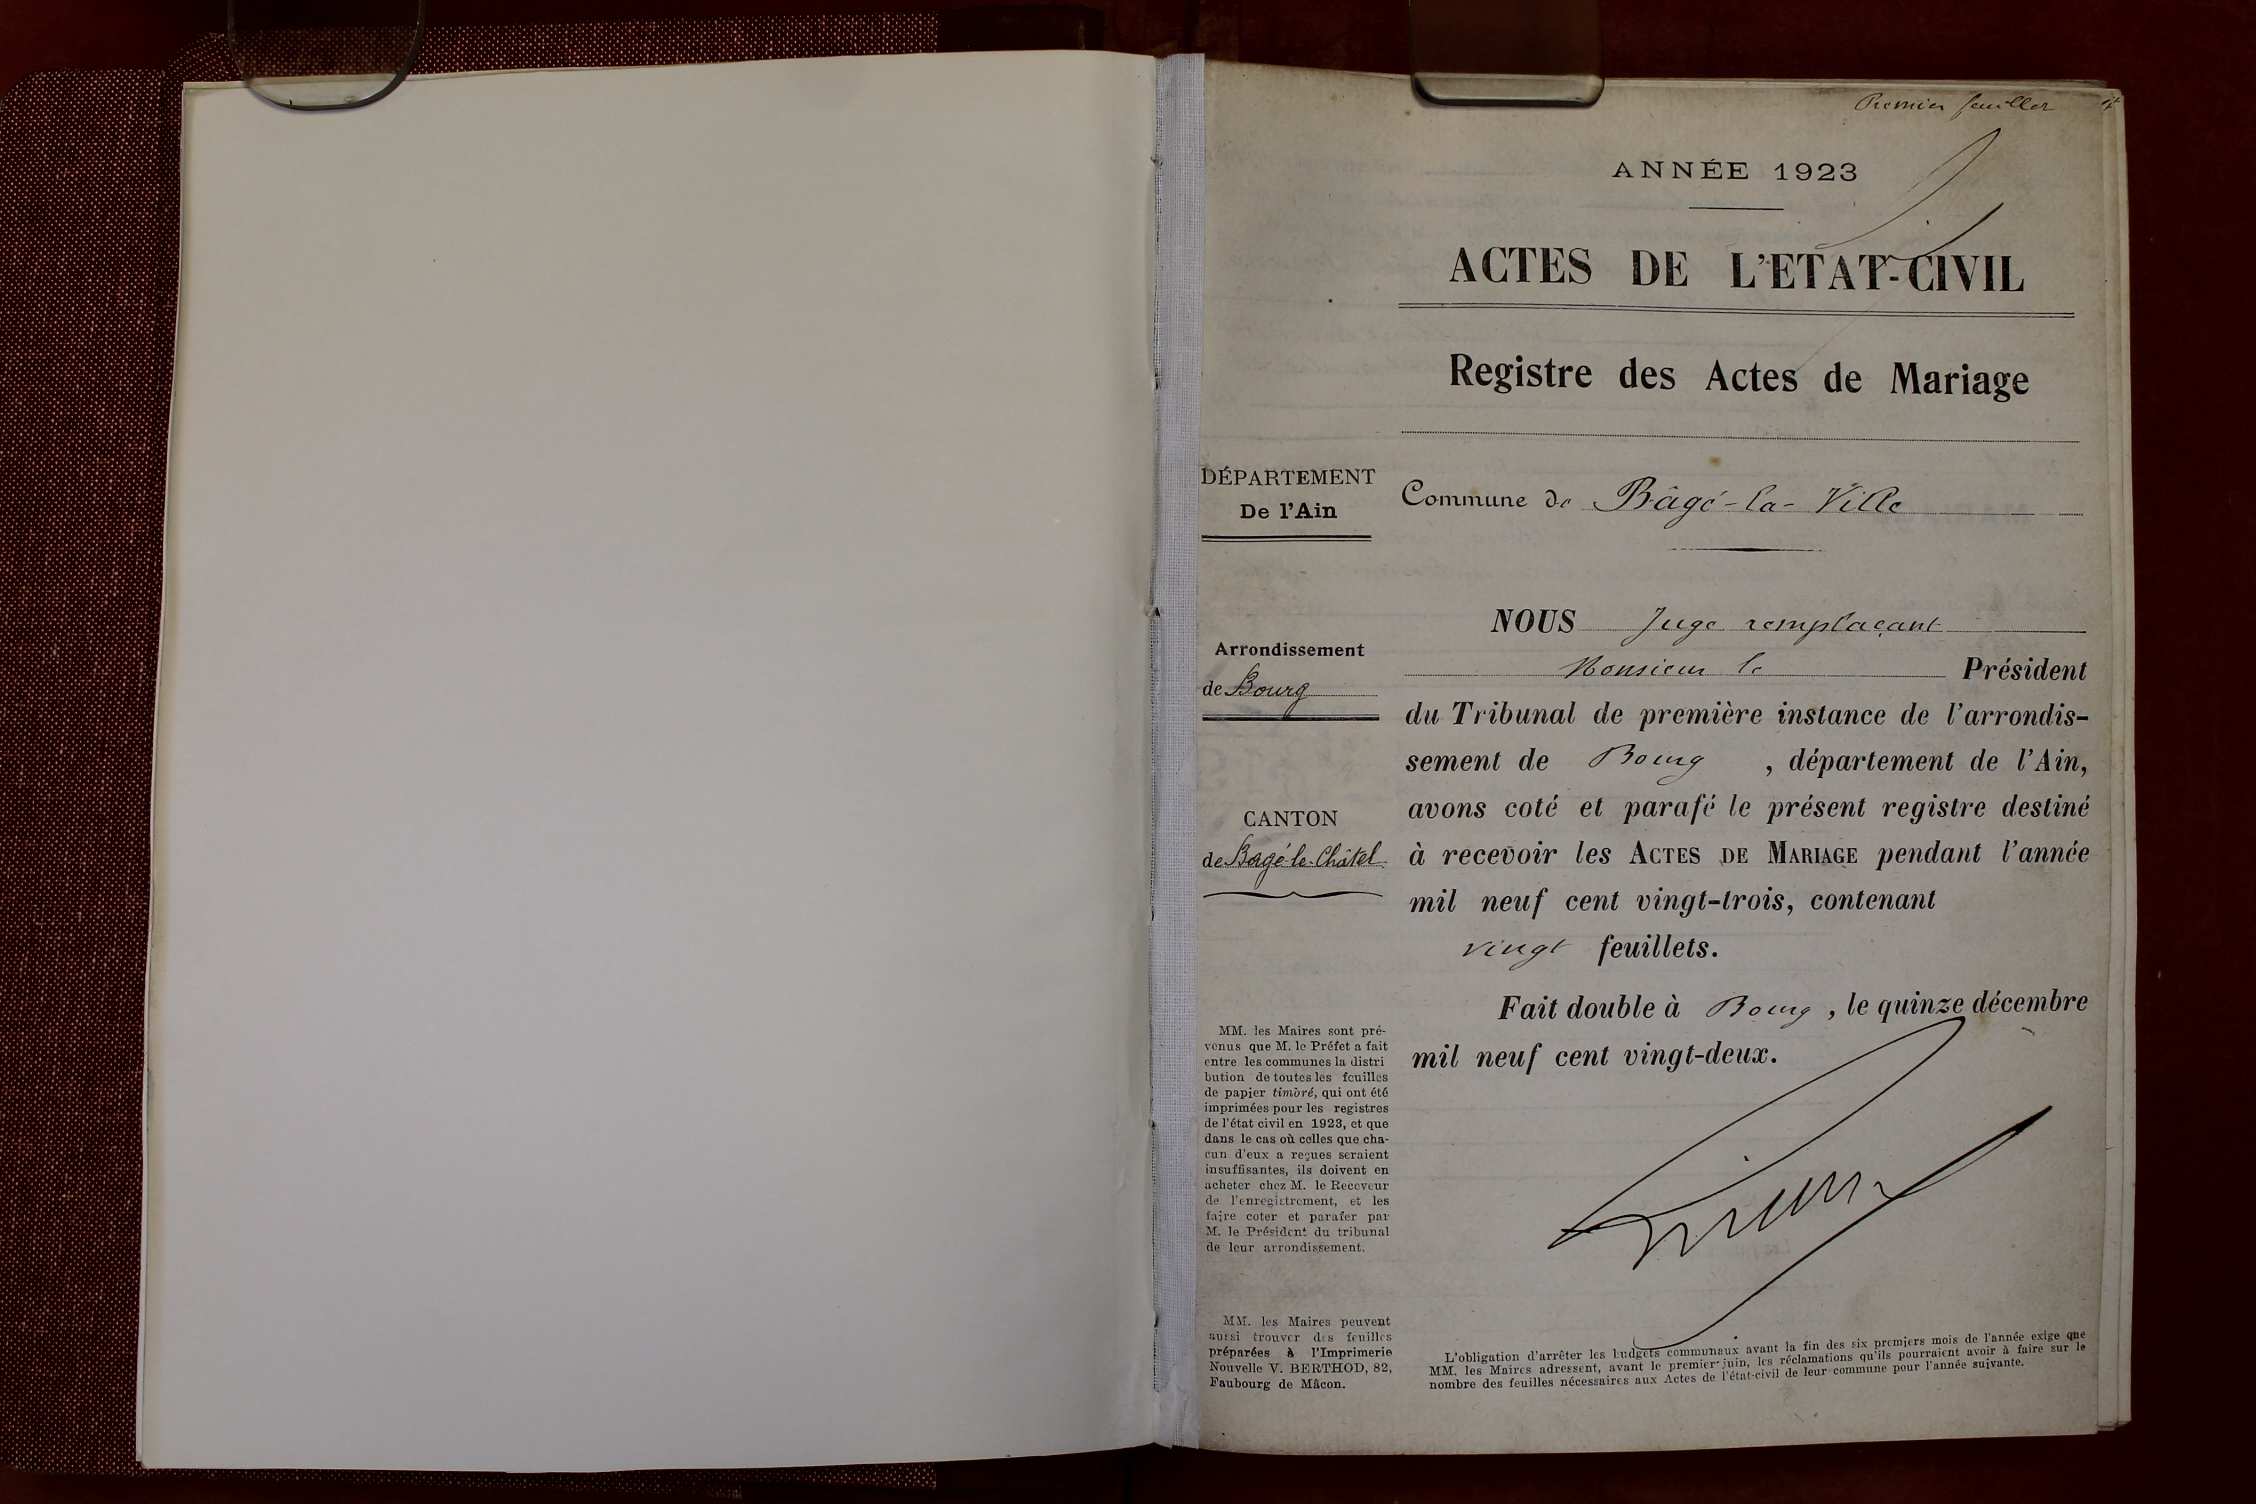 Premier feuillet
ANNÉE 1923
ACTES DE L'ETAT-CIVIL
Registre des Actes de Mariage
DÉPARTEMENT
De l'Ain
Arrondissement
de Bourg
CANTON
de Bagé-le-Châtel
MM. les Maires sont pré-
venus que M. le Préfet a fait
entre les communes la distri
bution de toutes les feuilles
de papier timbré, qui ont été
imprimées pour les registres
de l'état civil en 1923, et que
dans le cas où celles que cha-
cun d'eux a reçues seraient
insuffisantes, ils doivent en
acheter chez M. le Receveur
de l'enregistrement, et les
faire coter et parafer par
M. le Président du tribunal
de leur arrondissement.
MM. les Maires peuvent
aussi trouver des feuilles
préparées à l'Imprimerie
Nouvelle V. BERTHOD, 82,
Faubourg de Mâcon.
Commune de Bâgé-la-Ville
NOUS Juge remplaçant
Monsieur le Président
du Tribunal de première instance de l'arrondis-
sement de Bourg , département de l'Ain,
avons coté et parafé le présent registre destiné
à recevoir les ACTES DE MARIAGE pendant l'année
mil neuf cent vingt-trois, contenant
vingt feuillets.
Fait double à Bourg , le quinze décembre
mil neuf cent vingt-deux.
L'obligation d'arrêter les budgets communaux avant la fin des six premiers mois de l'année exige que
MM. les Maires adressent, avant le premier juin, les réclamations qu'ils pourraient avoir à faire sur le
nombre des feuilles nécessaires aux Actes de l'état-civil de leur commune pour l'année suivante.